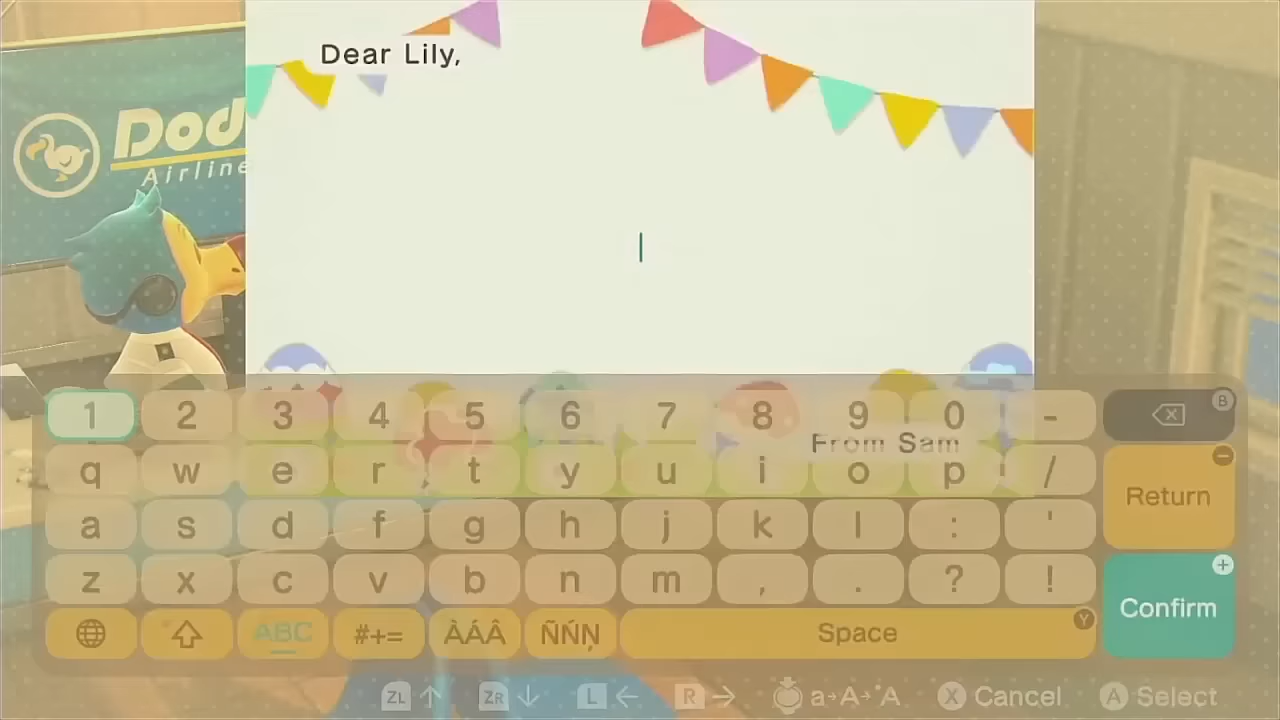 Dear Lily,
Dod
Airline
1 2 3 4 5 6 7 8 9 0 - B
From Sam
q w e r t y u i o p / Return
a s d f g h j k l : '
z x c v b n m , . ? ! Confirm
ABC #+= ÀÁÂ ÑŃŅ Space Y
ZL ZR L R a→A→'A X Cancel A Select